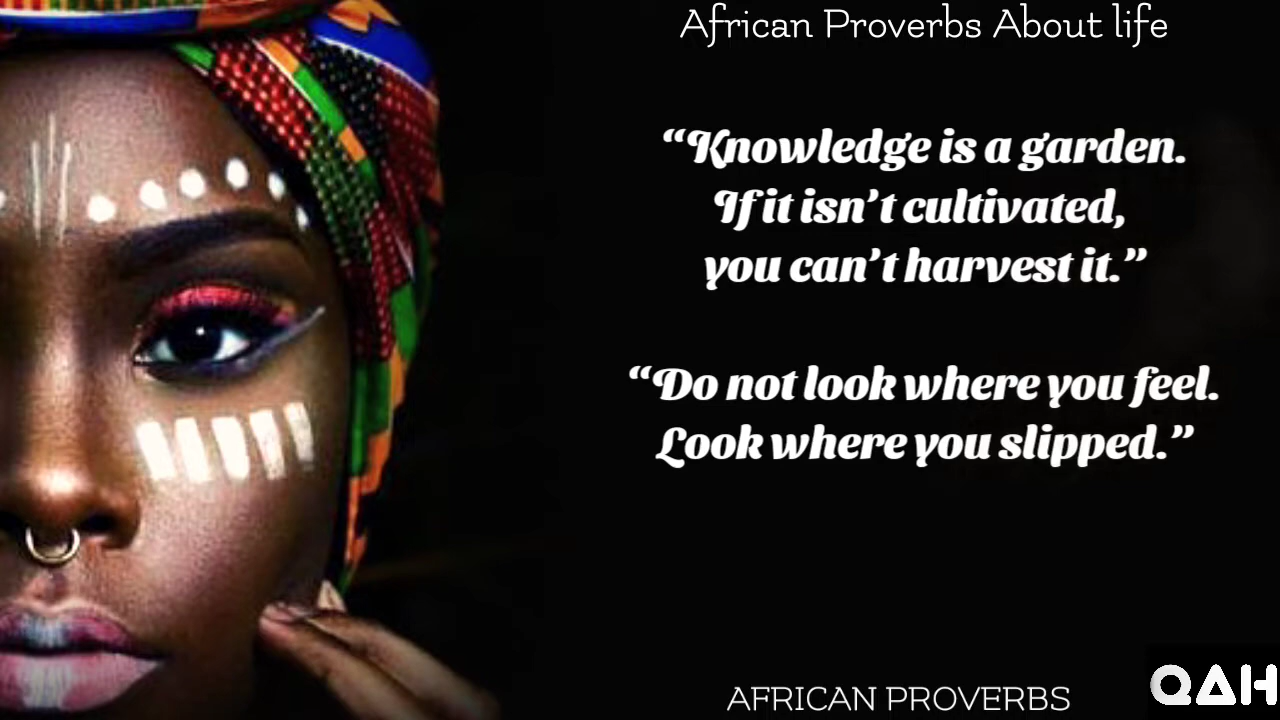 African Proverbs About life
“Knowledge is a garden.
If it isn’t cultivated,
you can’t harvest it.”
“Do not look where you feel.
Look where you slipped.”
AFRICAN PROVERBS
QAH